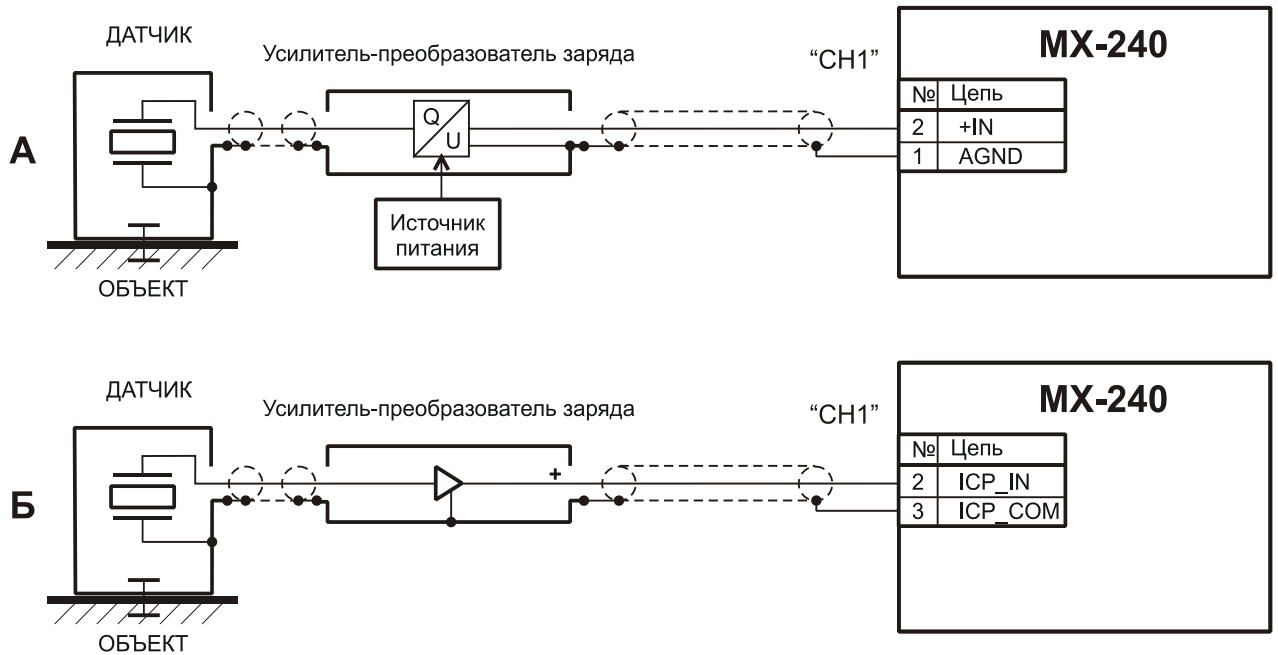 ДАТЧИК
Усилитель-преобразователь заряда
“CH1”
MX-240
№ Цепь
2 +IN
1 AGND
А
Q
U
Источник
питания
ОБЪЕКТ
ДАТЧИК
Усилитель-преобразователь заряда
“CH1”
MX-240
№ Цепь
2 ICP_IN
3 ICP_COM
Б
+
ОБЪЕКТ